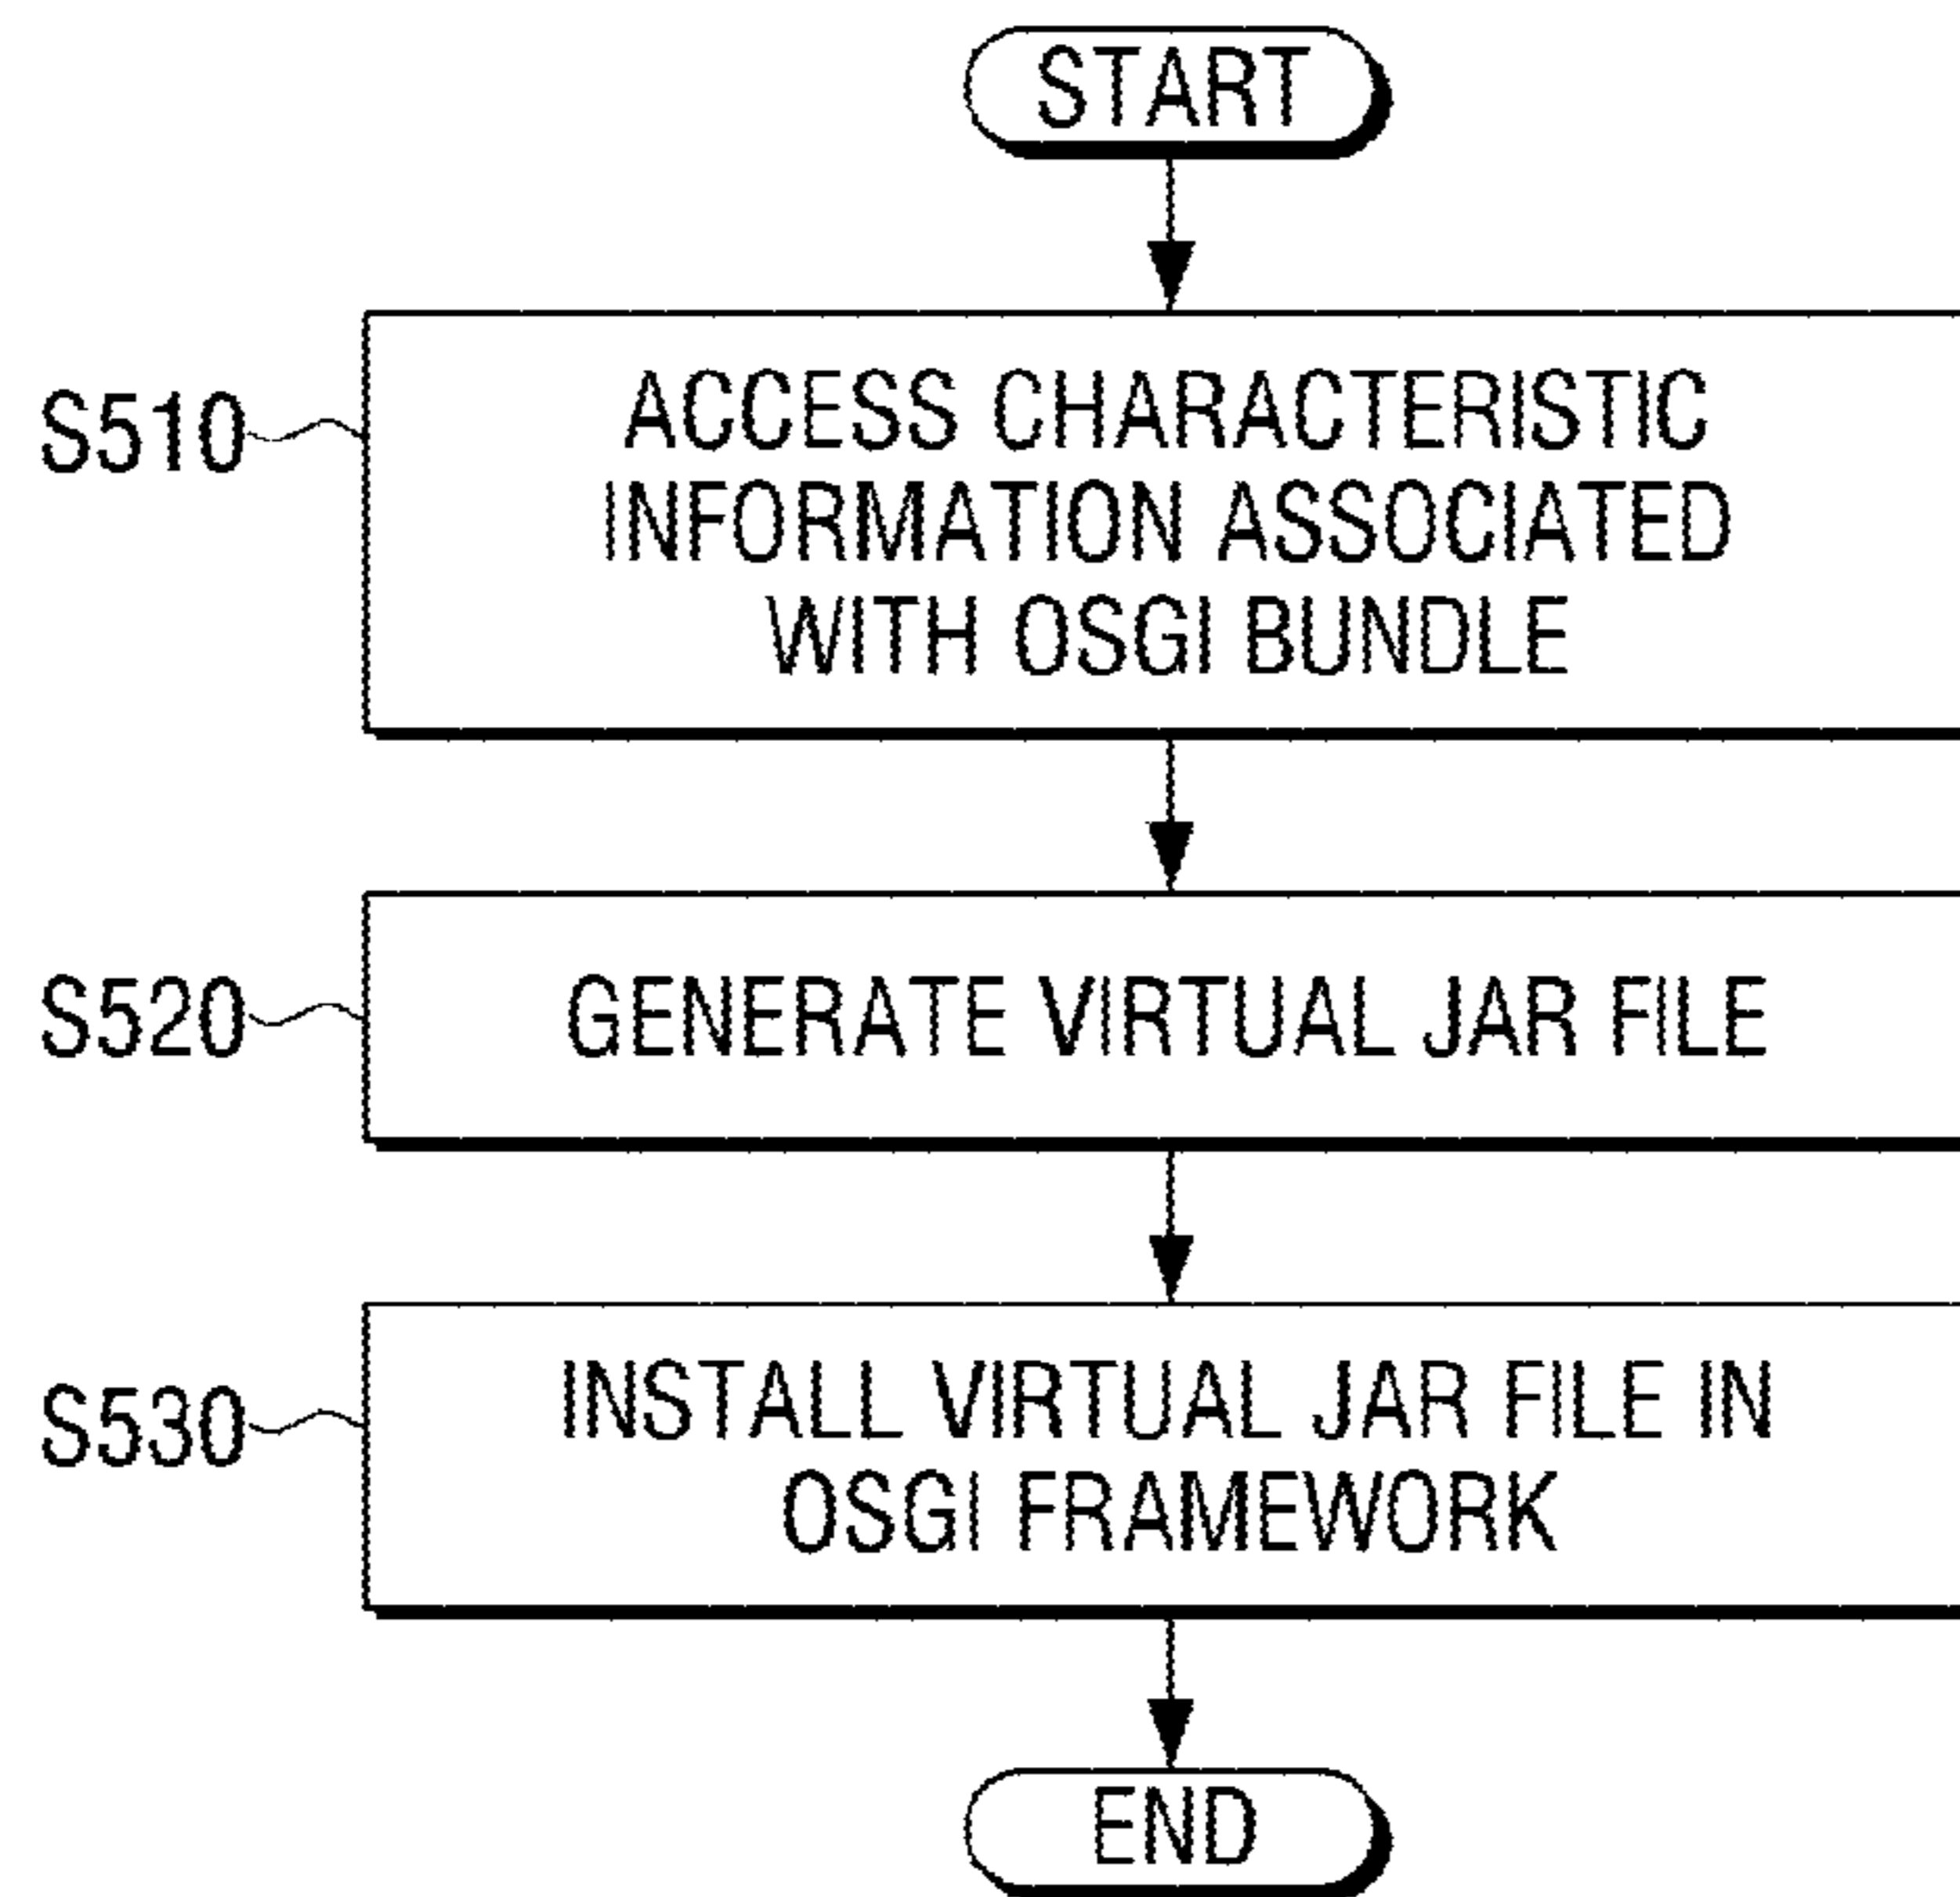 START
S510
ACCESS CHARACTERISTIC
INFORMATION ASSOCIATED
WITH OSGI BUNDLE
S520
GENERATE VIRTUAL JAR FILE
S530
INSTALL VIRTUAL JAR FILE IN
OSGI FRAMEWORK
END